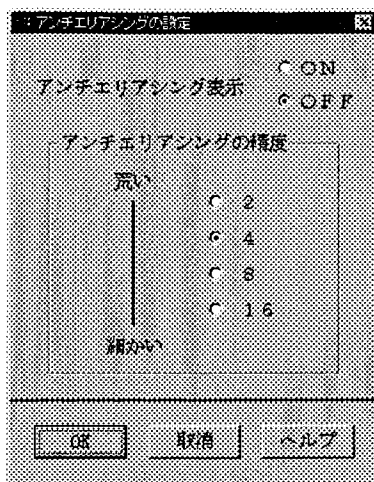 アンチエリアシングの設定
アンチエリアシング表示
ON
OFF
アンチエリアシングの精度
荒い
2
4
8
16
細かい
OK
取消
ヘルプ